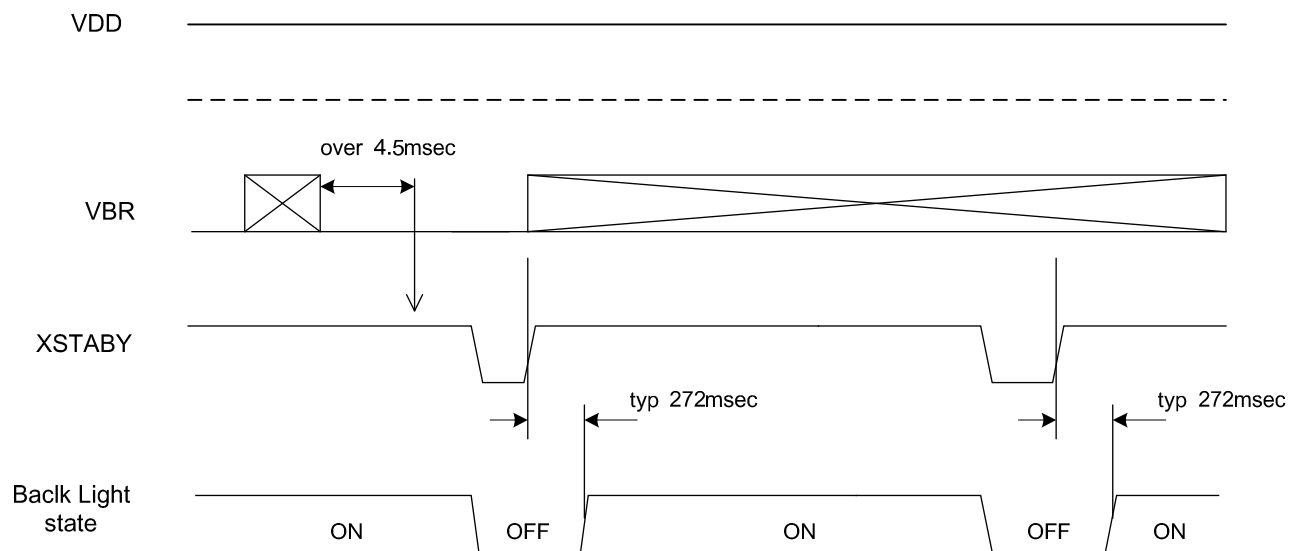 VDD
over 4.5msec
VBR
XSTABY
typ 272msec
typ 272msec
Baclk Light
state
ON
OFF
ON
OFF
ON